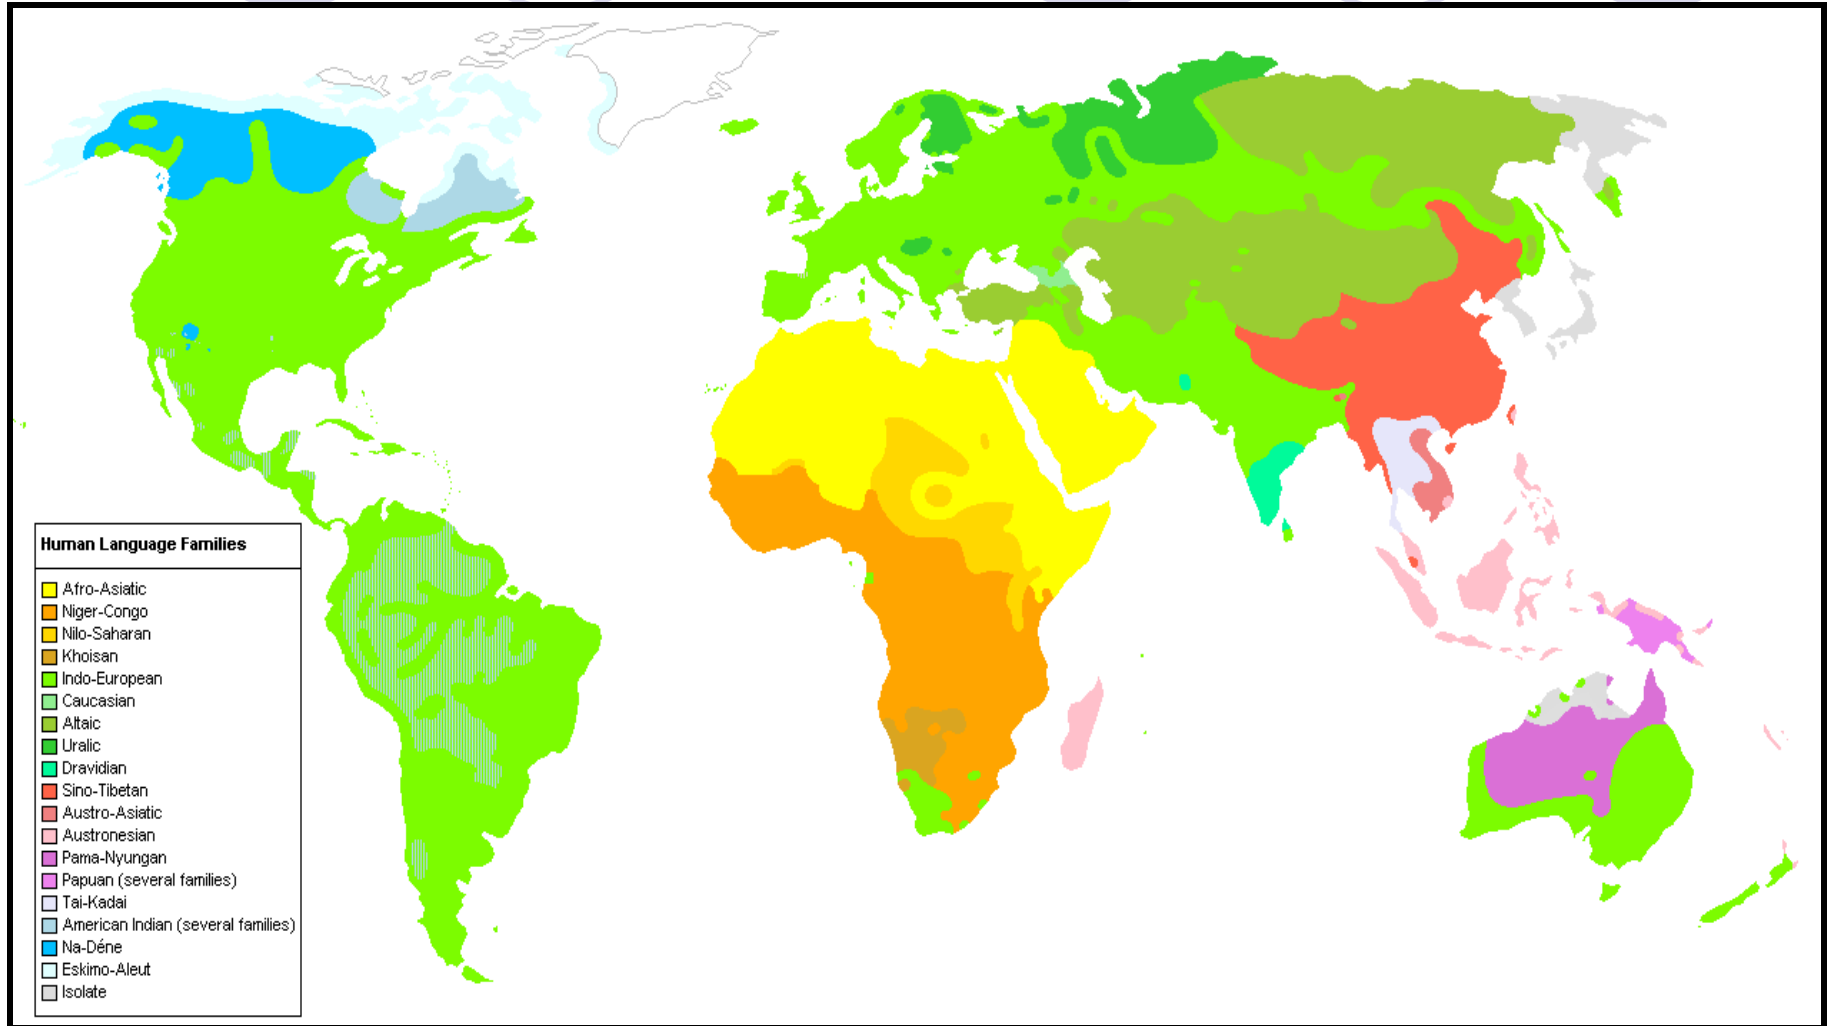 Human Language Families
Afro-Asiatic
Niger-Congo
Nilo-Saharan
Khoisan
Indo-European
Caucasian
Altaic
Uralic
Dravidian
Sino-Tibetan
Austro-Asiatic
Austronesian
Pama-Nyungan
Papuan (several families)
Tai-Kadai
American Indian (several families)
Na-Déne
Eskimo-Aleut
Isolate